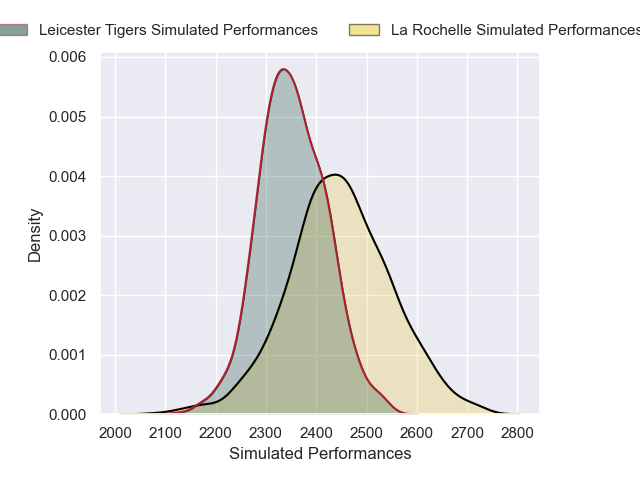 Leicester Tigers Simulated Performances
La Rochelle Simulated Performances
0.006
0.005
0.004
0.003
0.002
0.001
0.000
Density
2000 2100 2200 2300 2400 2500 2600 2700 2800
Simulated Performances